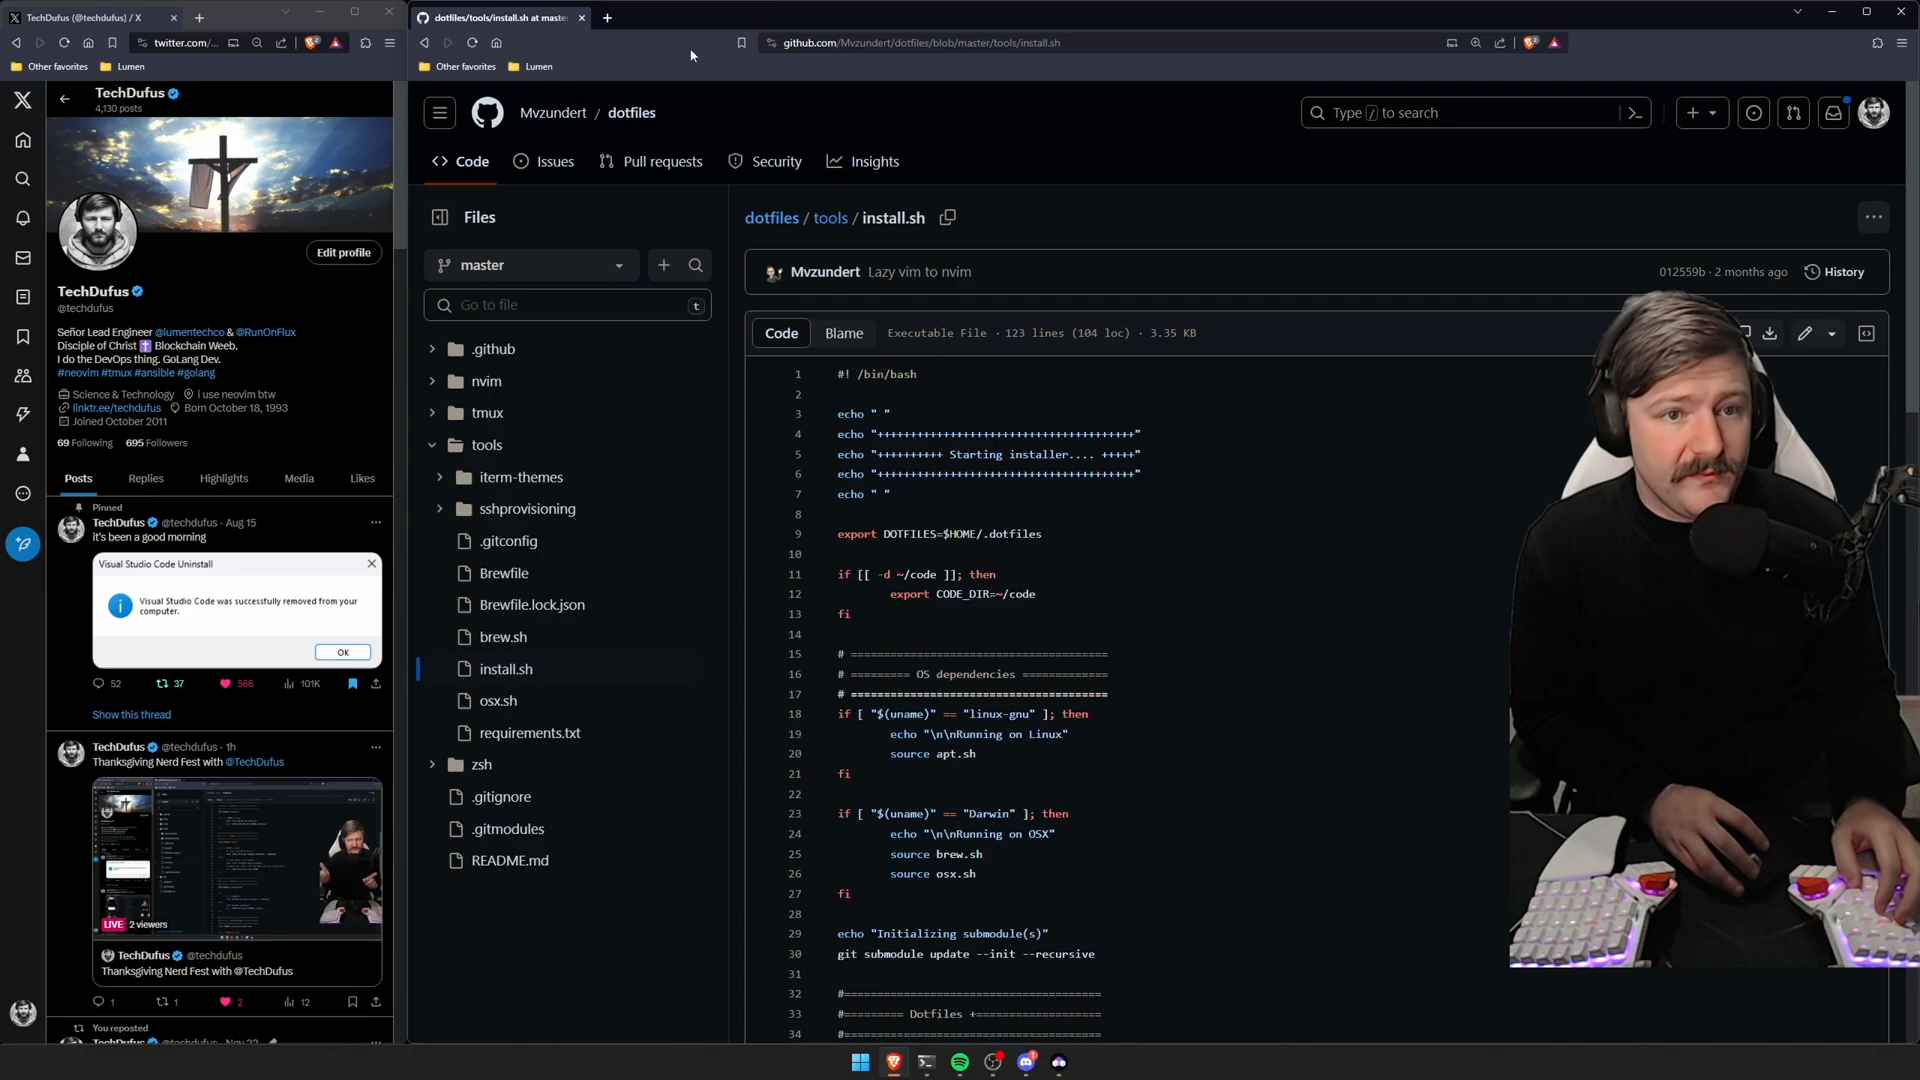 TechDufus (@techdufus) / X
twitter.com/...
Other favorites
Lumen
TechDufus
4,130 posts
Edit profile
TechDufus
@techdufus
Señor Lead Engineer @lumentechco & @RunOnFlux
Disciple of Christ ✝️ Blockchain Weeb.
I do the DevOps thing. GoLang Dev.
#neovim #tmux #ansible #golang
Science & Technology
i use neovim btw
linktr.ee/techdufus
Born October 18, 1993
Joined October 2011
69 Following 695 Followers
Posts
Replies
Highlights
Media
Likes
Pinned
TechDufus @techdufus · Aug 15
it's been a good morning
Visual Studio Code Uninstall
Visual Studio Code was successfully removed from your
computer.
OK
52
37
566
101K
Show this thread
TechDufus @techdufus · 1h
Thanksgiving Nerd Fest with @TechDufus
LIVE 2 viewers
TechDufus @techdufus
Thanksgiving Nerd Fest with @TechDufus
1
1
2
12
You reposted
TechDufus @techdufus · Nov 22
dotfiles/tools/install.sh at master
github.com/Mvzundert/dotfiles/blob/master/tools/install.sh
Other favorites
Lumen
Mvzundert / dotfiles
Type / to search
Code
Issues
Pull requests
Security
Insights
Files
master
Go to file
t
.github
nvim
tmux
tools
iterm-themes
sshprovisioning
.gitconfig
Brewfile
Brewfile.lock.json
brew.sh
install.sh
osx.sh
requirements.txt
zsh
.gitignore
.gitmodules
README.md
dotfiles / tools / install.sh
Mvzundert Lazy vim to nvim
012559b · 2 months ago
History
Code
Blame
Executable File · 123 lines (104 loc) · 3.35 KB
1 #! /bin/bash
2
3 echo " "
4 echo "+++++++++++++++++++++++++++++++++++++++"
5 echo "++++++++++ Starting installer.... +++++"
6 echo "+++++++++++++++++++++++++++++++++++++++"
7 echo " "
8
9 export DOTFILES=$HOME/.dotfiles
10
11 if [[ -d ~/code ]]; then
12 export CODE_DIR=~/code
13 fi
14
15 # =======================================
16 # ========= OS dependencies =============
17 # =======================================
18 if [ "$(uname)" == "linux-gnu" ]; then
19 echo "\n\nRunning on Linux"
20 source apt.sh
21 fi
22
23 if [ "$(uname)" == "Darwin" ]; then
24 echo "\n\nRunning on OSX"
25 source brew.sh
26 source osx.sh
27 fi
28
29 echo "Initializing submodule(s)"
30 git submodule update --init --recursive
31
32 #=======================================
33 #========= Dotfiles +===================
34 #=======================================